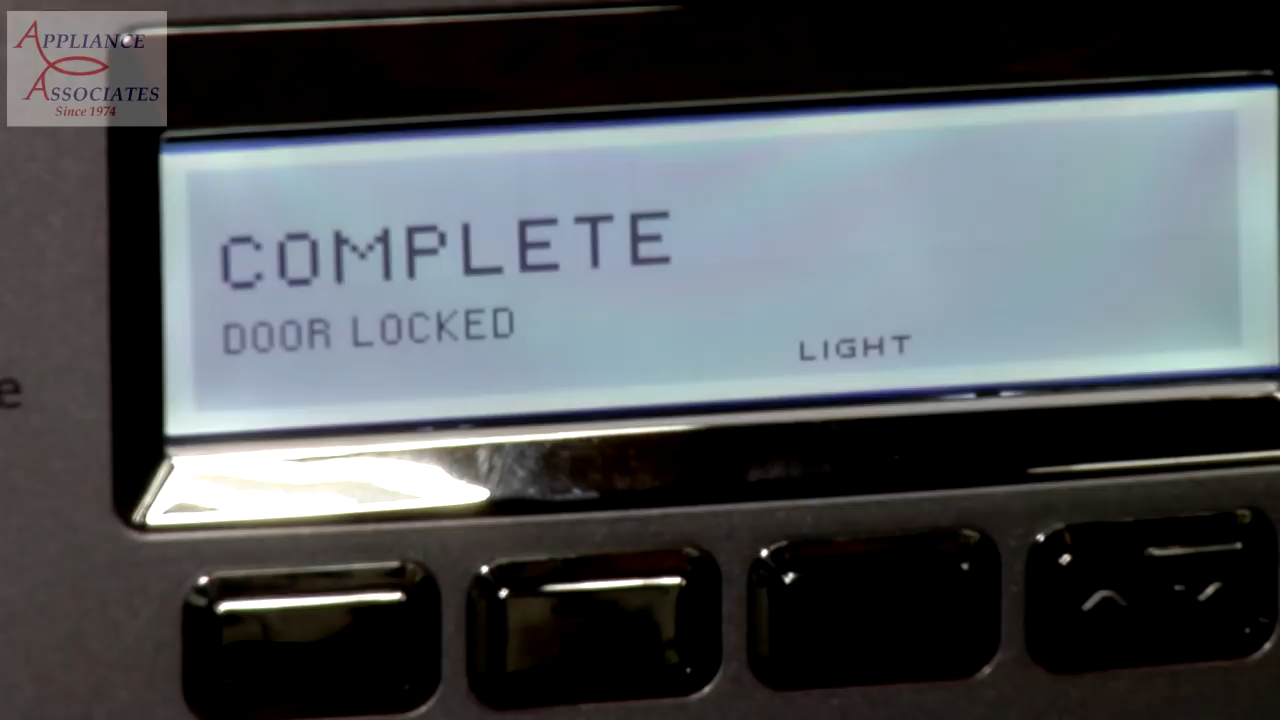 APPLIANCE
ASSOCIATES
Since 1974
COMPLETE
DOOR LOCKED
LIGHT
e